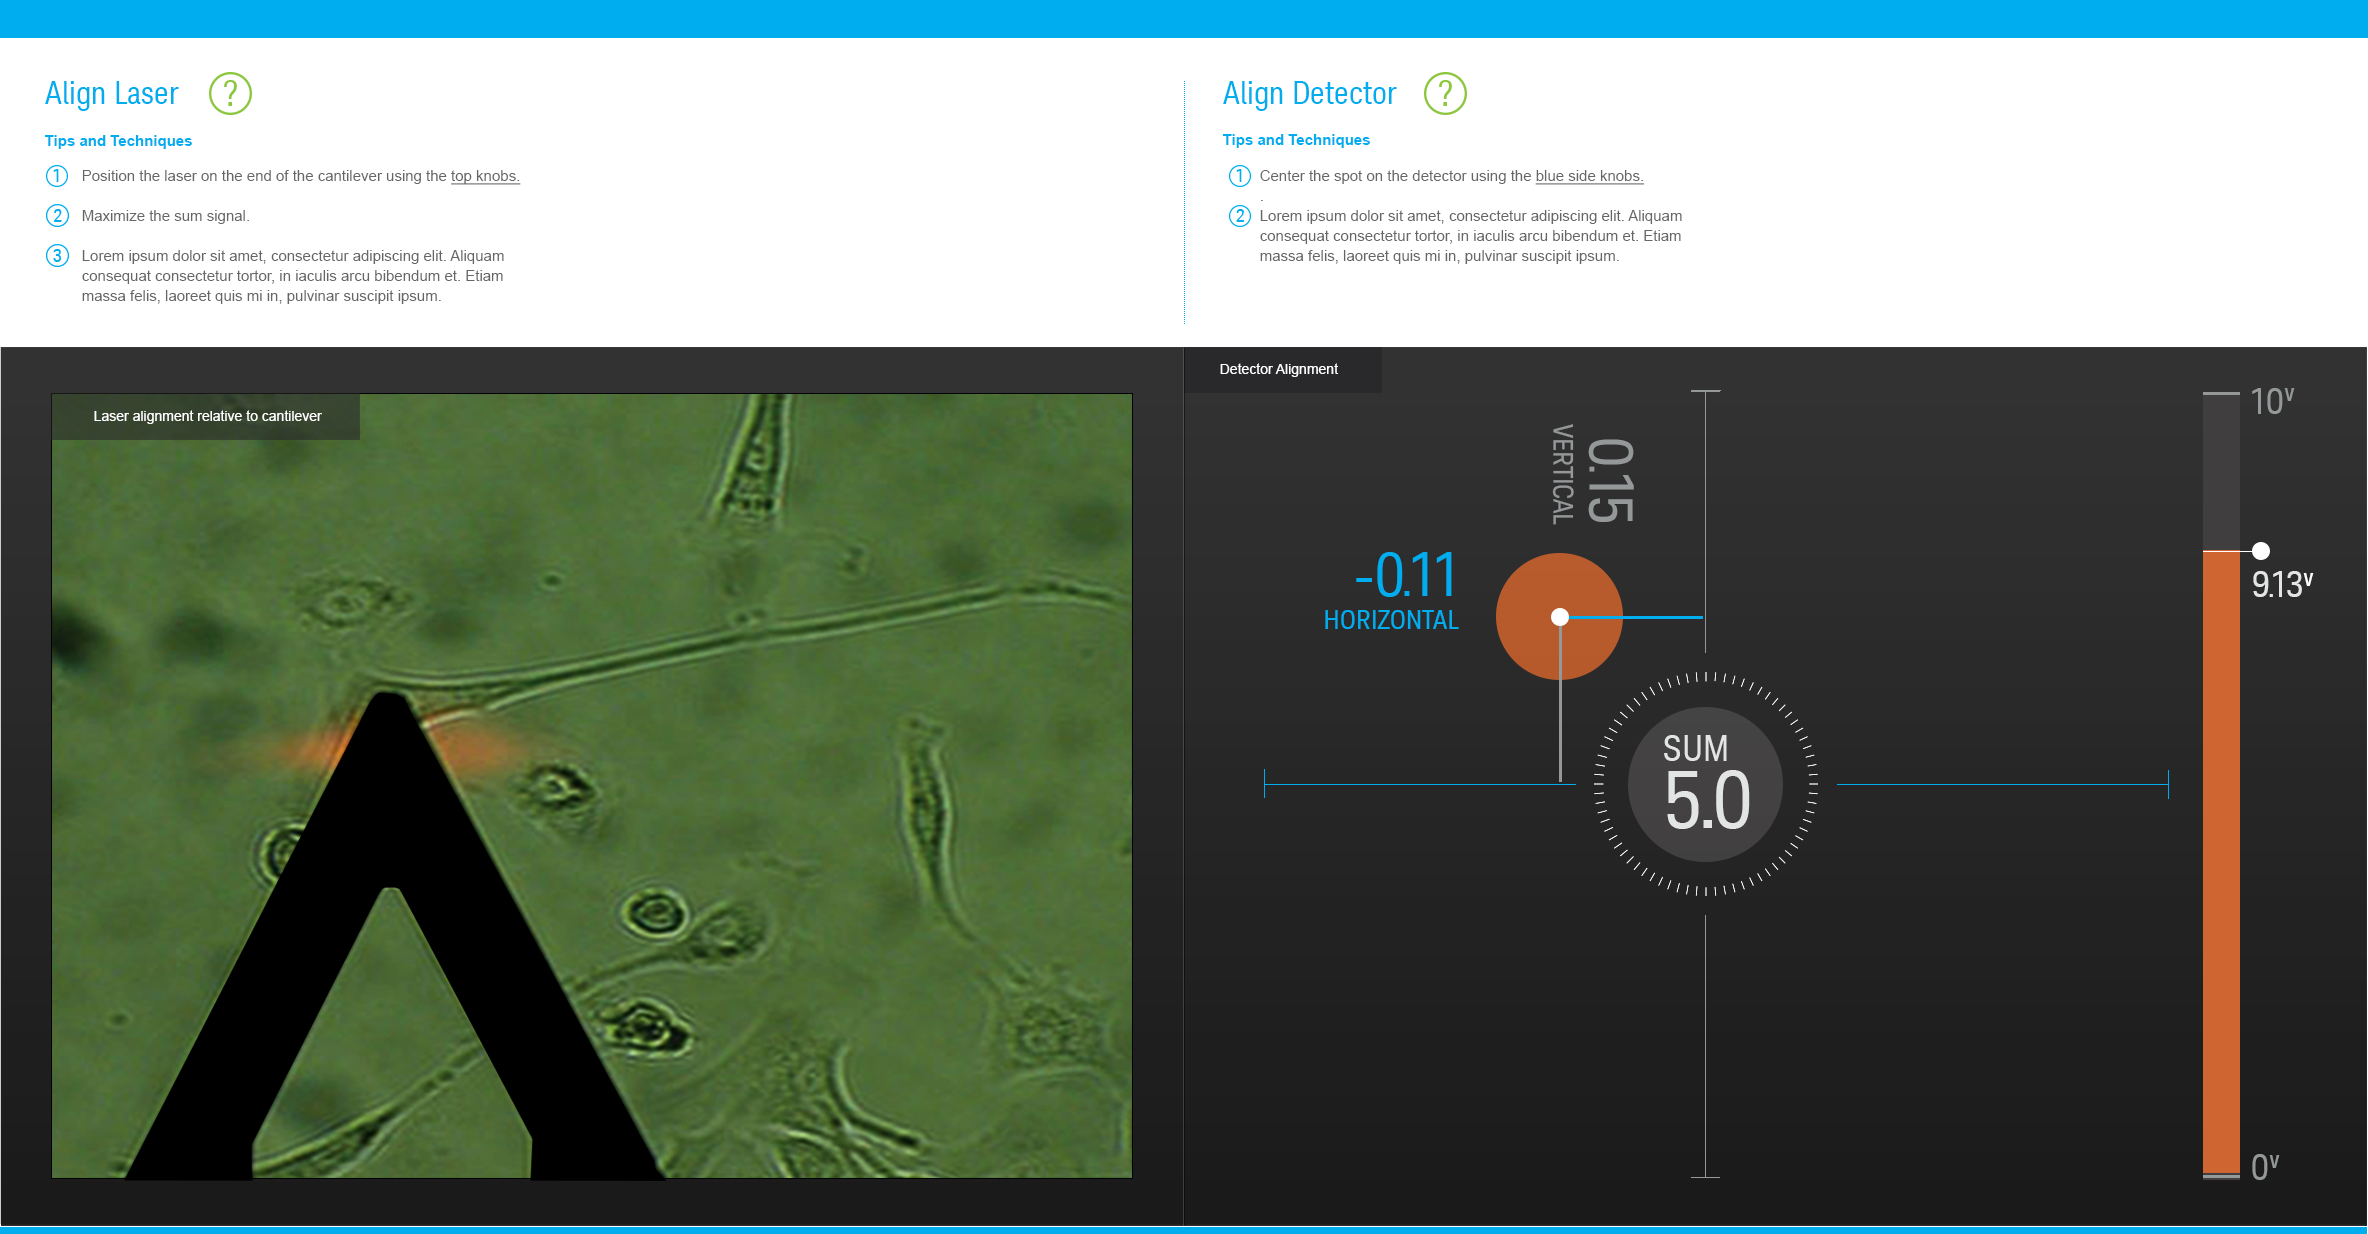 Align Laser ?
Tips and Techniques
1 Position the laser on the end of the cantilever using the top knobs.
2 Maximize the sum signal.
3 Lorem ipsum dolor sit amet, consectetur adipiscing elit. Aliquam
consequat consectetur tortor, in iaculis arcu bibendum et. Etiam
massa felis, laoreet quis mi in, pulvinar suscipit ipsum.
Align Detector ?
Tips and Techniques
1 Center the spot on the detector using the blue side knobs.
.
2 Lorem ipsum dolor sit amet, consectetur adipiscing elit. Aliquam
consequat consectetur tortor, in iaculis arcu bibendum et. Etiam
massa felis, laoreet quis mi in, pulvinar suscipit ipsum.
Laser alignment relative to cantilever
Detector Alignment
0.15
VERTICAL
-0.11
HORIZONTAL
SUM
5.0
10V
9.13V
0V